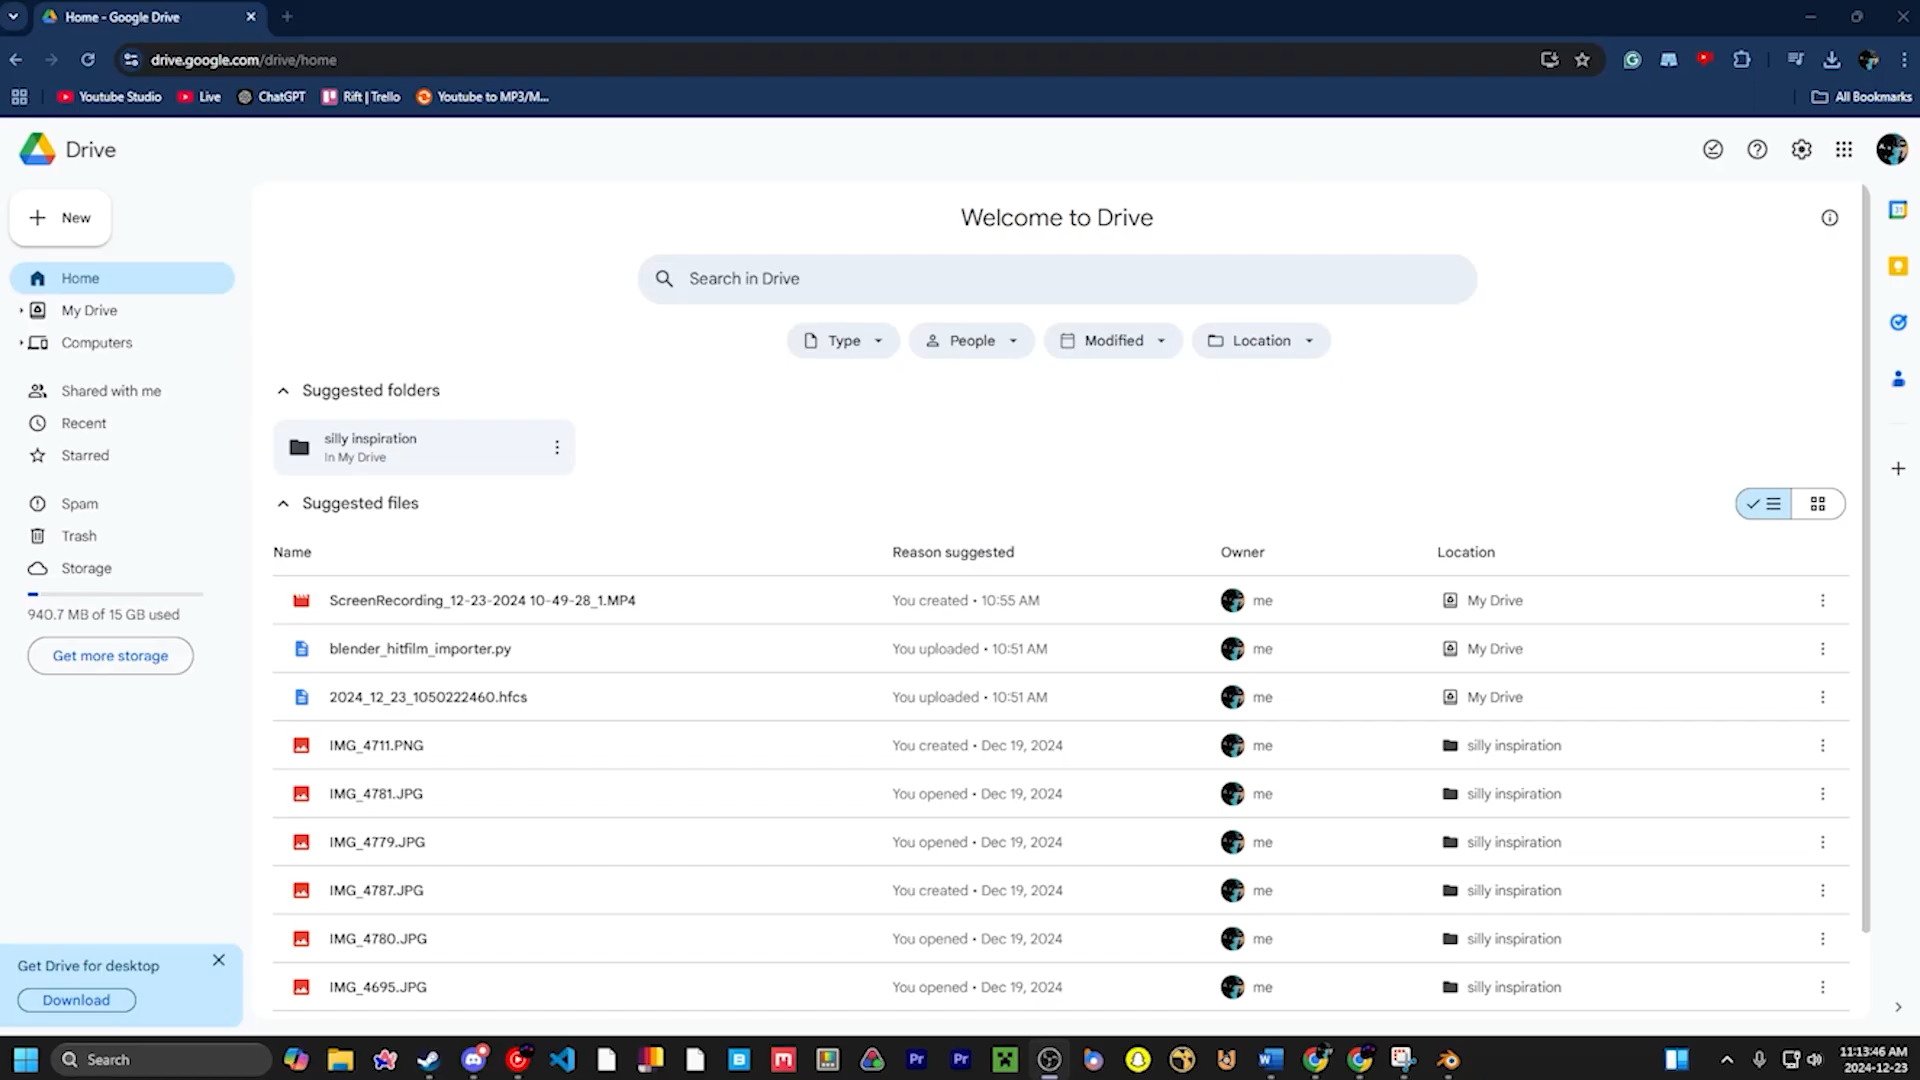 Home - Google Drive
drive.google.com/drive/home
Youtube Studio
Live
ChatGPT
Rift | Trello
Youtube to MP3/M...
All Bookmarks
Drive
New
Home
My Drive
Computers
Shared with me
Recent
Starred
Spam
Trash
Storage
940.7 MB of 15 GB used
Get more storage
Get Drive for desktop
Download
Welcome to Drive
Search in Drive
Type
People
Modified
Location
Suggested folders
silly inspiration
In My Drive
Suggested files
Name Reason suggested Owner Location
ScreenRecording_12-23-2024 10-49-28_1.MP4 You created • 10:55 AM me My Drive
blender_hitfilm_importer.py You uploaded • 10:51 AM me My Drive
2024_12_23_1050222460.hfcs You uploaded • 10:51 AM me My Drive
IMG_4711.PNG You created • Dec 19, 2024 me silly inspiration
IMG_4781.JPG You opened • Dec 19, 2024 me silly inspiration
IMG_4779.JPG You opened • Dec 19, 2024 me silly inspiration
IMG_4787.JPG You created • Dec 19, 2024 me silly inspiration
IMG_4780.JPG You opened • Dec 19, 2024 me silly inspiration
IMG_4695.JPG You opened • Dec 19, 2024 me silly inspiration
31
Search
Pr
Pr
11:13:46 AM
2024-12-23